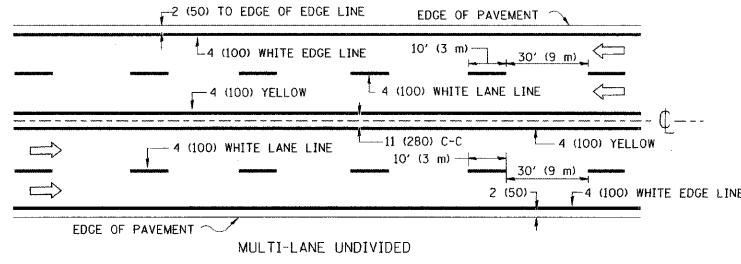 2 (50) TO EDGE OF EDGE LINE
EDGE OF PAVEMENT
4 (100) WHITE EDGE LINE
10' (3 m)
30' (9 m)
4 (100) YELLOW
4 (100) WHITE LANE LINE
4 (100) WHITE LANE LINE
11 (280) C-C
4 (100) YELLOW
10' (3 m)
30' (9 m)
2 (50)
4 (100) WHITE EDGE LINE
EDGE OF PAVEMENT
MULTI-LANE UNDIVIDED